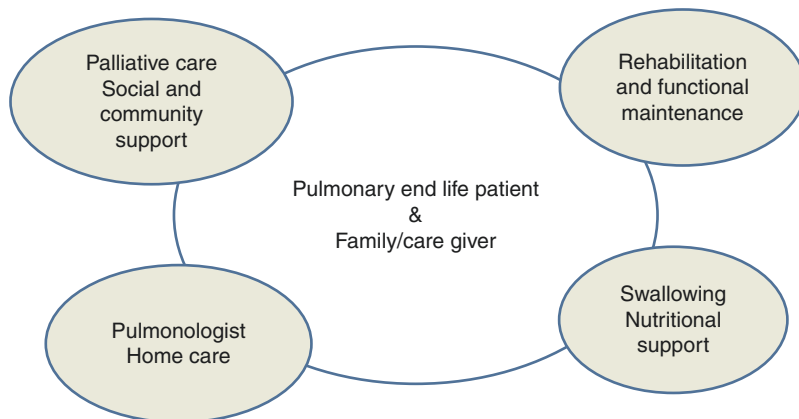 Palliative care
Social and
community
support
Rehabilitation
and functional
maintenance
Pulmonary end life patient
&
Family/care giver
Pulmonologist
Home care
Swallowing
Nutritional
support